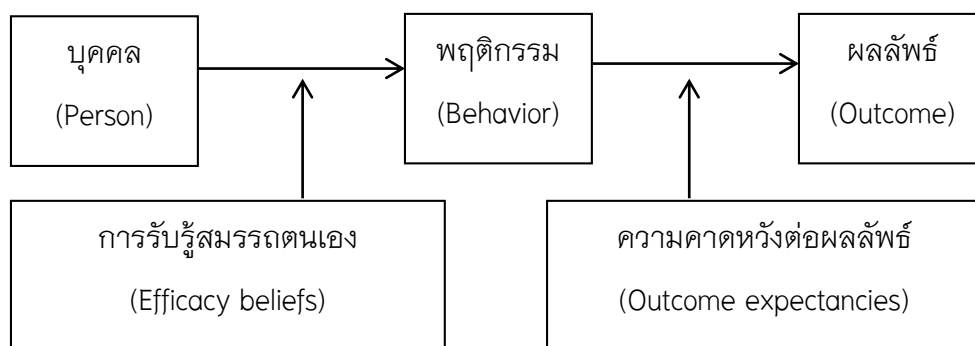 บุคคล
(Person)
พฤติกรรม
(Behavior)
ผลลัพธ์
(Outcome)
การรับรู้สมรรถตนเอง
(Efficacy beliefs)
ความคาดหวังต่อผลลัพธ์
(Outcome expectancies)